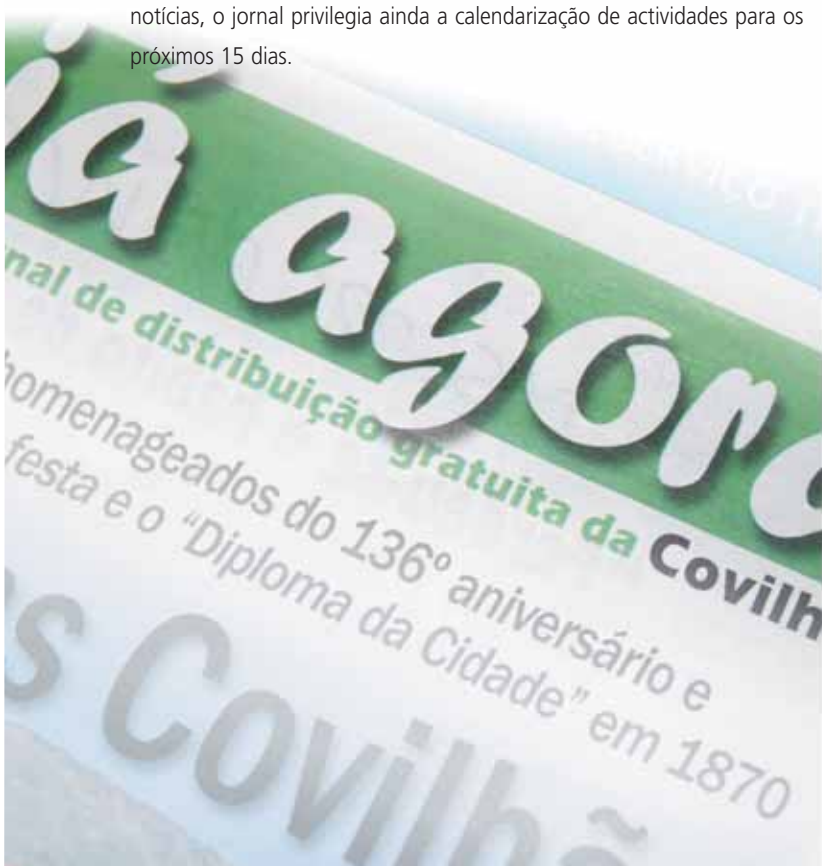 notícias, o jornal privilegia ainda a calendarização de actividades para os
próximos 15 dias.
já agora
nal de distribuição gratuita da Covilh
homenageados do 136º aniversário e
festa e o "Diploma da Cidade" em 1870
s Covilhã